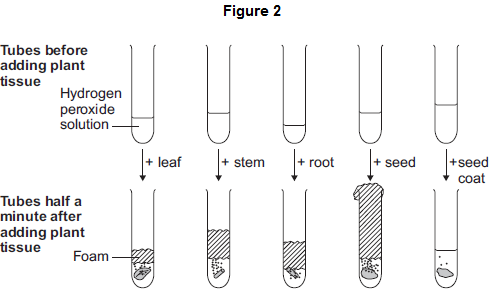 Figure 2
Tubes before
adding plant
tissue
Hydrogen
peroxide
solution
+ leaf
+ stem
+ root
+ seed
+seed
coat
Tubes half a
minute after
adding plant
tissue
Foam